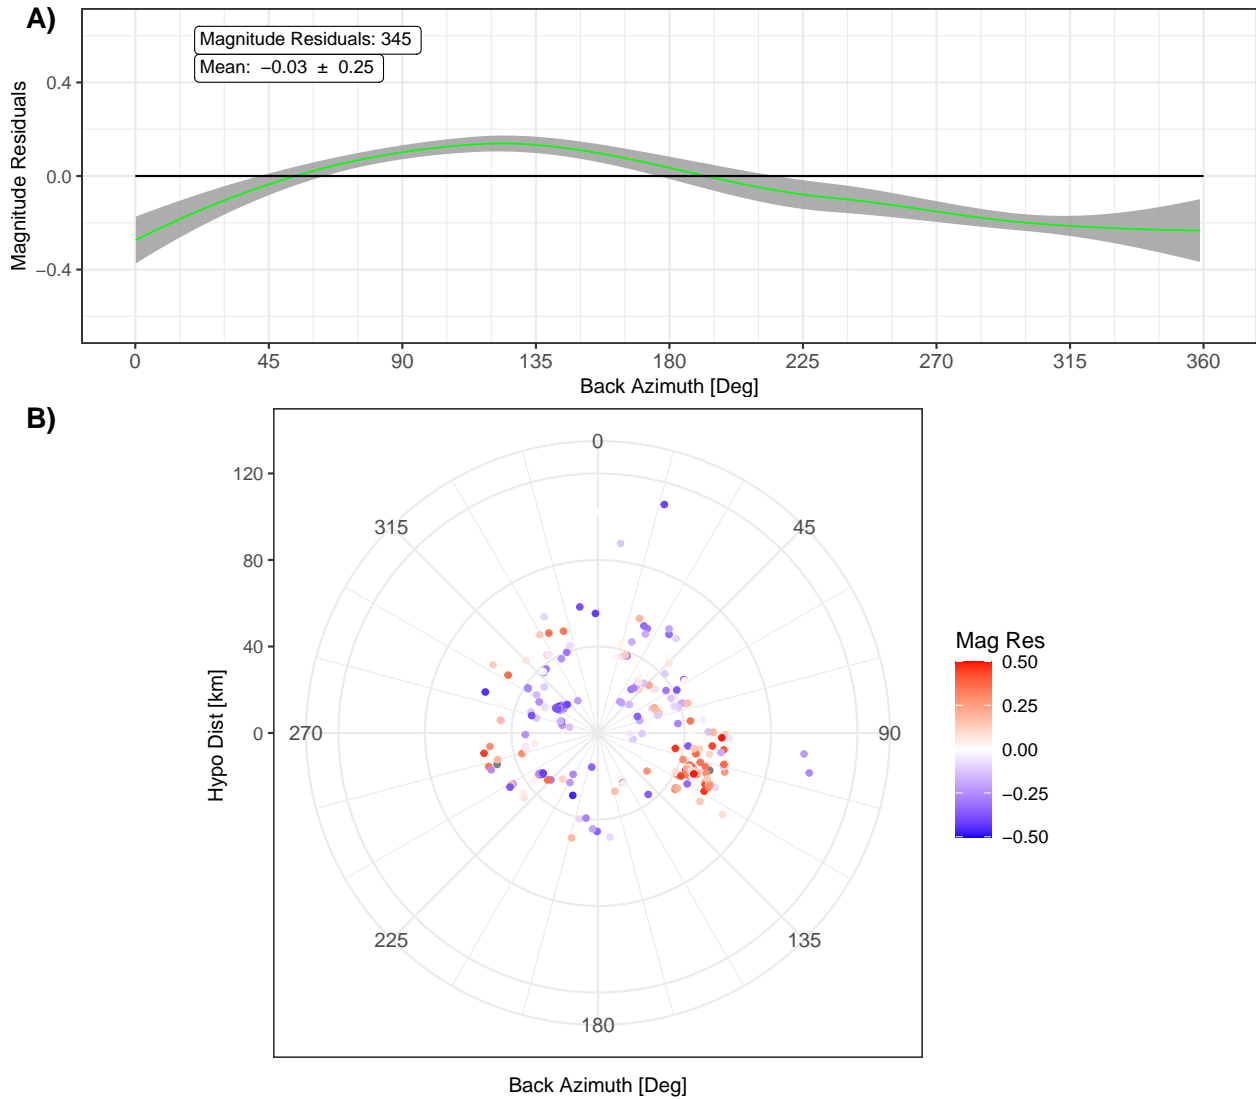 A)
Magnitude Residuals: 345
Mean: −0.03 ± 0.25
Magnitude Residuals
0.4
0.0
−0.4
0 45 90 135 180 225 270 315 360
Back Azimuth [Deg]
B)
Hypo Dist [km]
120
80
40
0
0
45
90
135
180
225
270
315
Back Azimuth [Deg]
Mag Res
0.50
0.25
0.00
−0.25
−0.50